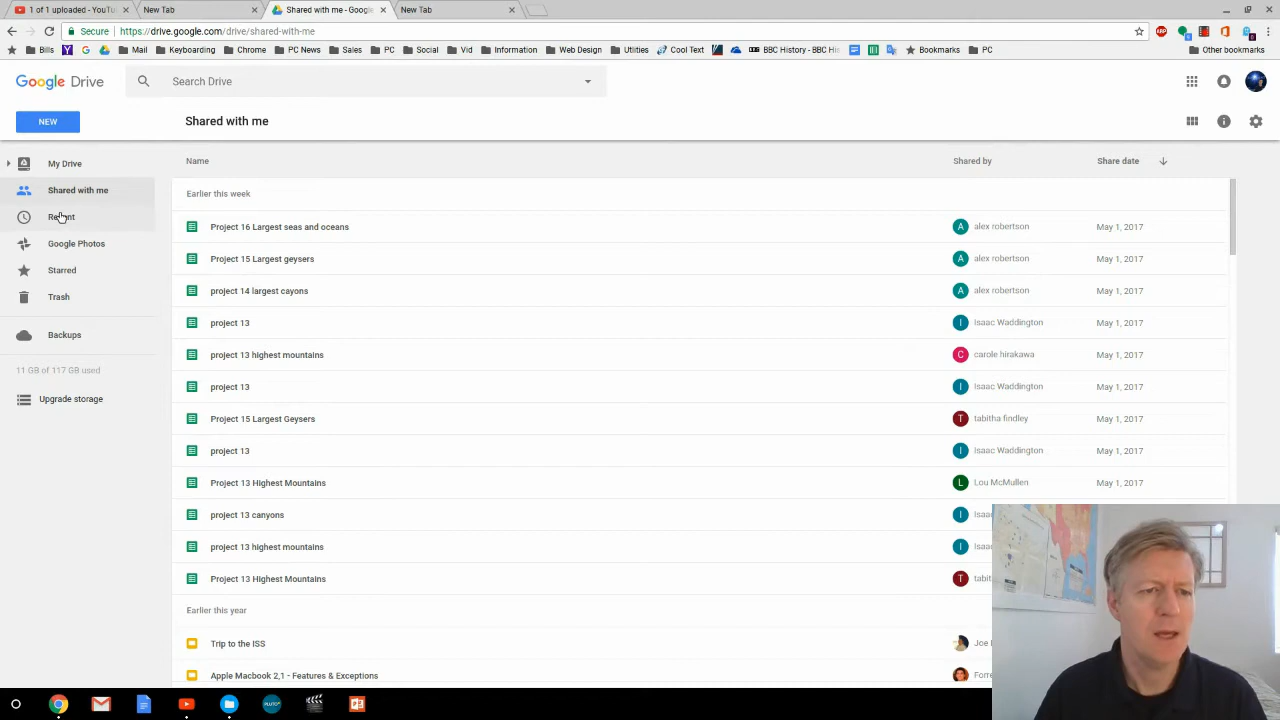 1 of 1 uploaded - YouTu
New Tab
Shared with me - Google
New Tab
Secure https://drive.google.com/drive/shared-with-me
Bills
Mail
Keyboarding
Chrome
PC News
Sales
PC
Social
Vid
Information
Web Design
Utilities
Cool Text
BBC History - BBC His
Bookmarks
PC
Other bookmarks
Google Drive
Search Drive
NEW
Shared with me
My Drive
Shared with me
Recent
Google Photos
Starred
Trash
Backups
11 GB of 117 GB used
Upgrade storage
Name Shared by Share date
Earlier this week
Project 16 Largest seas and oceans A alex robertson May 1, 2017
Project 15 Largest geysers A alex robertson May 1, 2017
project 14 largest cayons A alex robertson May 1, 2017
project 13 I Isaac Waddington May 1, 2017
project 13 highest mountains C carole hirakawa May 1, 2017
project 13 I Isaac Waddington May 1, 2017
Project 15 Largest Geysers T tabitha findley May 1, 2017
project 13 I Isaac Waddington May 1, 2017
Project 13 Highest Mountains L Lou McMullen May 1, 2017
project 13 canyons I Isaa
project 13 highest mountains I Isaa
Project 13 Highest Mountains T tabit
Earlier this year
Trip to the ISS Joe
Apple Macbook 2,1 - Features & Exceptions Forre